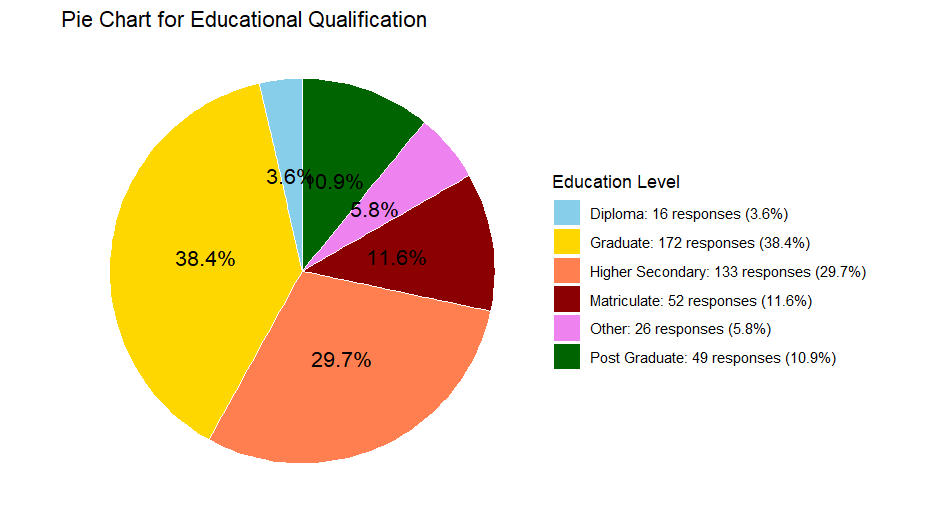 Pie Chart for Educational Qualification
3.6%
10.9%
5.8%
38.4%
11.6%
29.7%
Education Level
Diploma: 16 responses (3.6%)
Graduate: 172 responses (38.4%)
Higher Secondary: 133 responses (29.7%)
Matriculate: 52 responses (11.6%)
Other: 26 responses (5.8%)
Post Graduate: 49 responses (10.9%)